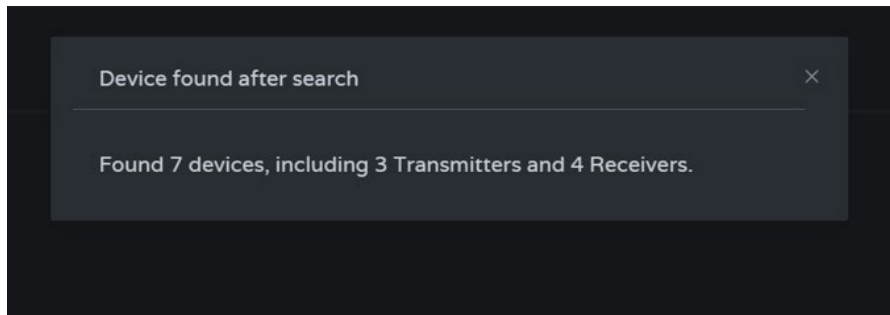 Device found after search
Found 7 devices, including 3 Transmitters and 4 Receivers.